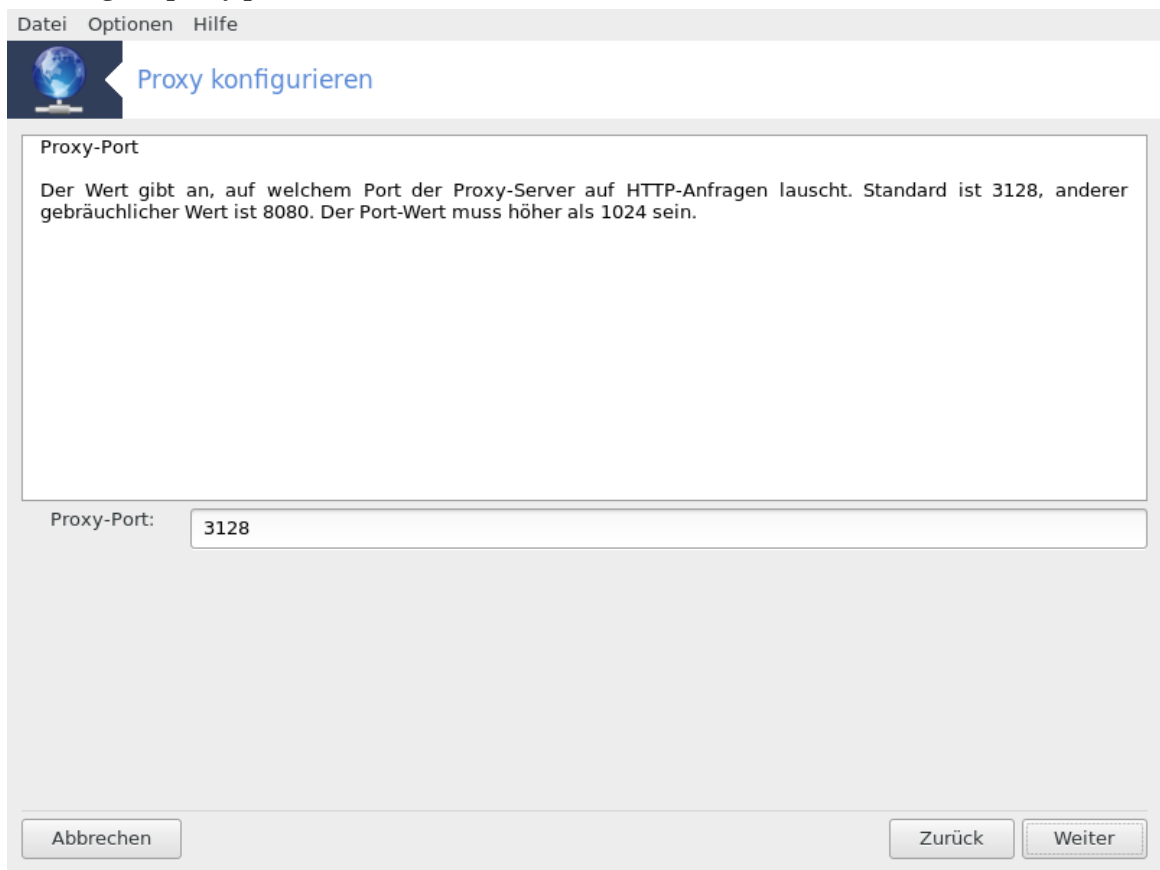 Datei Optionen Hilfe
Proxy konfigurieren
Proxy-Port
Der Wert gibt an, auf welchem Port der Proxy-Server auf HTTP-Anfragen lauscht. Standard ist 3128, anderer
gebräuchlicher Wert ist 8080. Der Port-Wert muss höher als 1024 sein.
Proxy-Port:
3128
Abbrechen
Zurück
Weiter